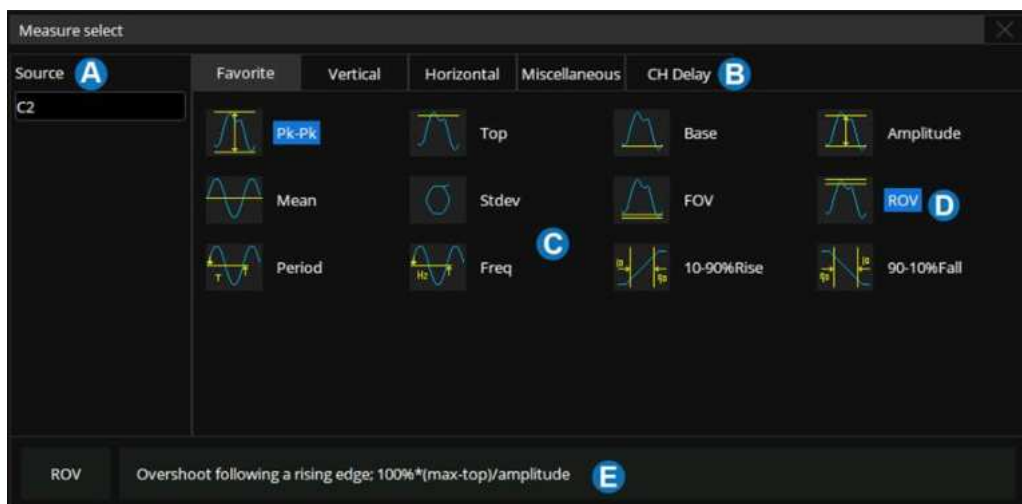 Measure select
Source A
Favorite Vertical Horizontal Miscellaneous CH Delay B
C2
Pk-Pk Top Base Amplitude
Mean Stdev FOV ROV D
C
Period Freq 10-90%Rise 90-10%Fall
ROV Overshoot following a rising edge; 100%*(max-top)/amplitude E